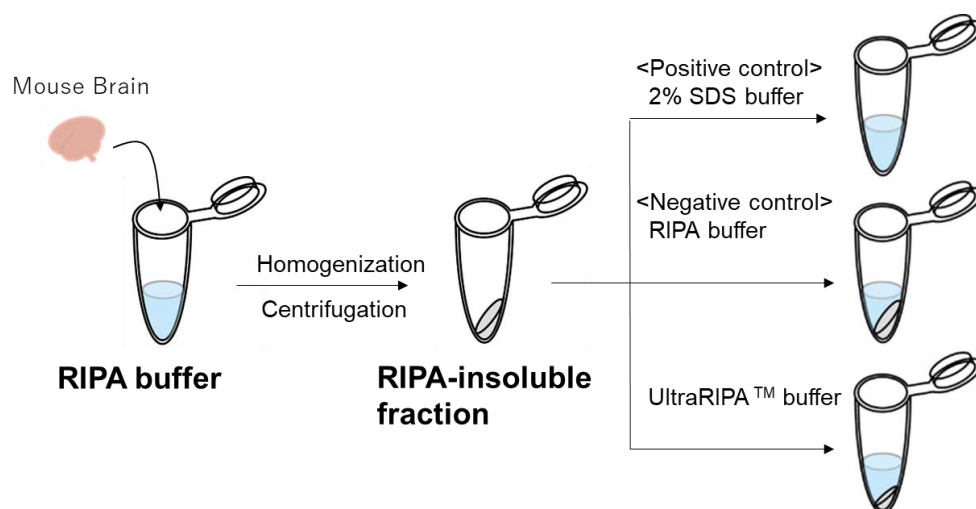 Mouse Brain
RIPA buffer
Homogenization
Centrifugation
RIPA-insoluble
fraction
<Positive control>
2% SDS buffer
<Negative control>
RIPA buffer
UltraRIPA™ buffer